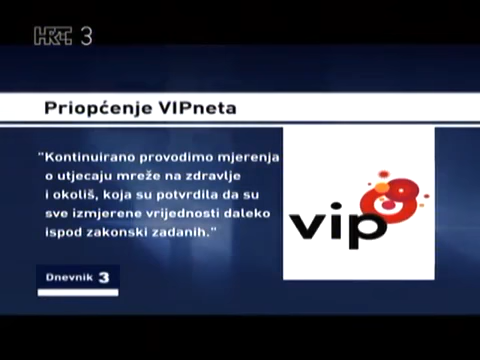 HRT 3
Priopćenje VIPneta
"Kontinuirano provodimo mjerenja
o utjecaju mreže na zdravlje
i okoliš, koja su potvrdila da su
sve izmjerene vrijednosti daleko
ispod zakonski zadanih."
vip
Dnevnik 3